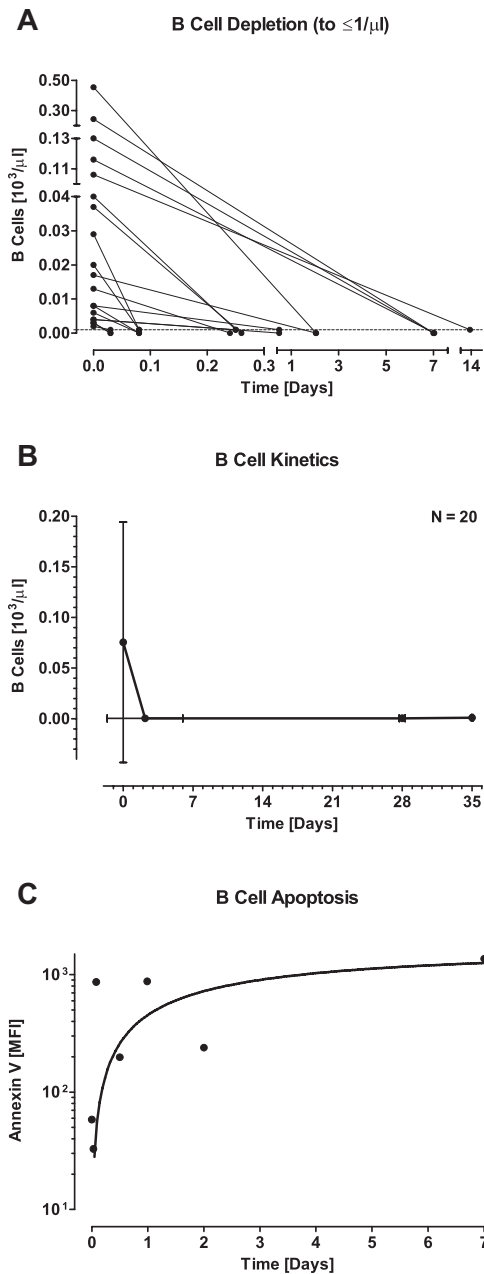 A
B Cell Depletion (to ≤1/μl)
B Cells [10³/μl]
0.50
0.30
0.13
0.11
0.04
0.03
0.02
0.01
0.00
0.0 0.1 0.2 0.3 1 3 5 7 14
Time [Days]
B
B Cell Kinetics
N = 20
B Cells [10³/μl]
0.20
0.15
0.10
0.05
0.00
0 7 14 21 28 35
Time [Days]
C
B Cell Apoptosis
Annexin V [MFI]
10³
10²
10¹
0 1 2 3 4 5 6 7
Time [Days]